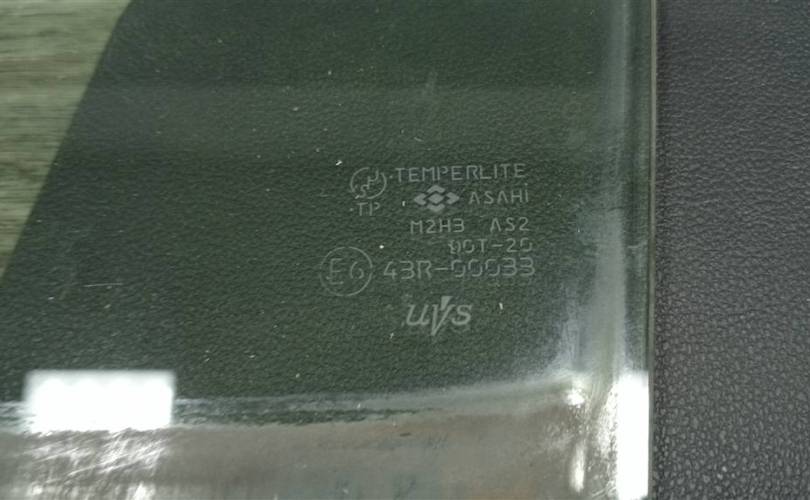 TEMPERLITE
TP ASAHI
M2H3 AS2
DOT-20
E6 43R-00033
UVS